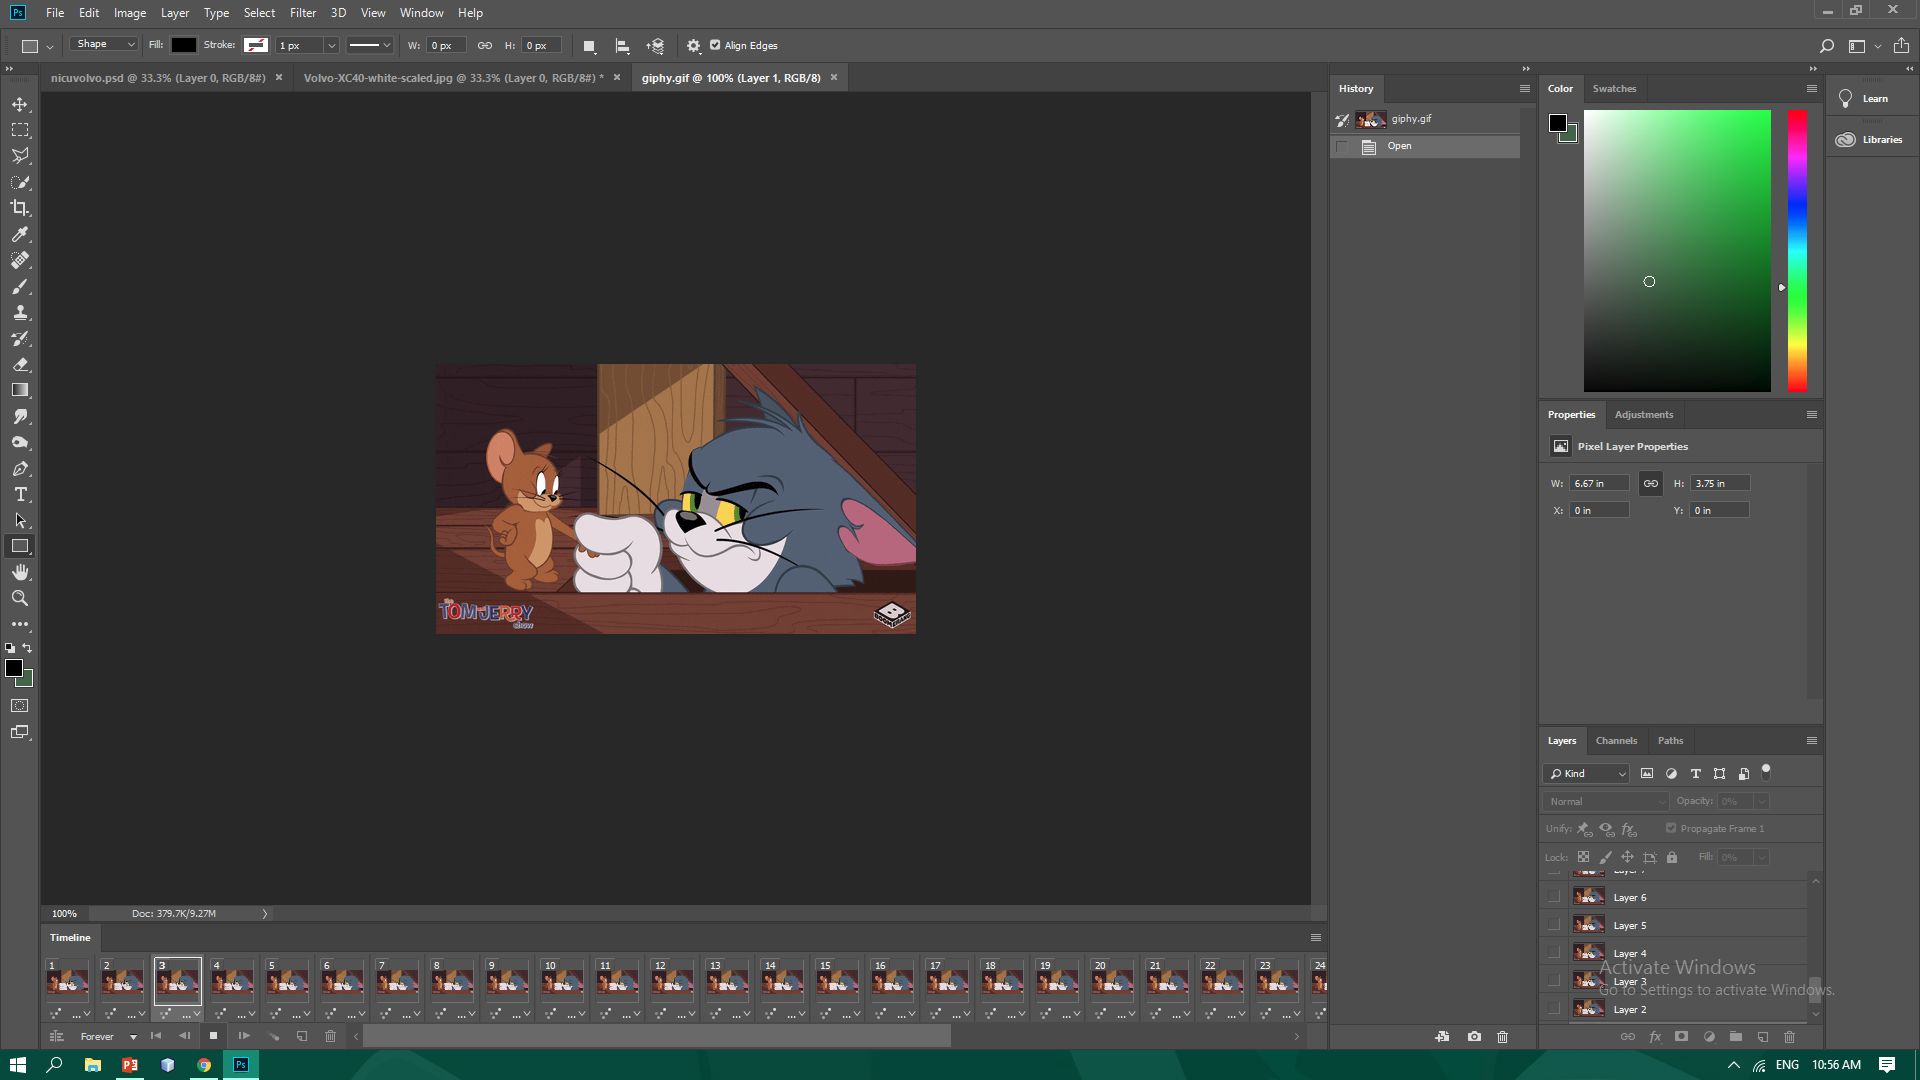 File Edit Image Layer Type Select Filter 3D View Window Help
Shape Fill: Stroke: 1 px W: 0 px H: 0 px Align Edges
nicuvolvo.psd @ 33.3% (Layer 0, RGB/8#) Volvo-XC40-white-scaled.jpg @ 33.3% (Layer 0, RGB/8#) * giphy.gif @ 100% (Layer 1, RGB/8)
History
giphy.gif
Open
Color Swatches
Learn
Libraries
Properties Adjustments
Pixel Layer Properties
W: 6.67 in H: 3.75 in
X: 0 in Y: 0 in
the
TOM and JERRY
show
B
Layers Channels Paths
Kind
Normal Opacity: 0%
Unify: Propagate Frame 1
Lock: Fill: 0%
Layer 7
Layer 6
Layer 5
Layer 4
Layer 3
Layer 2
Activate Windows
Go to Settings to activate Windows.
100% Doc: 379.7K/9.27M
Timeline
1 2 3 4 5 6 7 8 9 10 11 12 13 14 15 16 17 18 19 20 21 22 23 24
Forever
ENG 10:56 AM